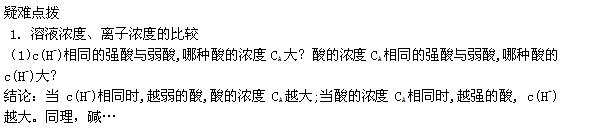 疑难点拨
1. 溶液浓度、离子浓度的比较
(1)c(H⁺)相同的强酸与弱酸,哪种酸的浓度 Cₐ大? 酸的浓度 Cₐ相同的强酸与弱酸,哪种酸的
c(H⁺)大?
结论: 当 c(H⁺)相同时,越弱的酸,酸的浓度 Cₐ越大;当酸的浓度 Cₐ相同时,越强的酸, c(H⁺)
越大。同理, 碱…